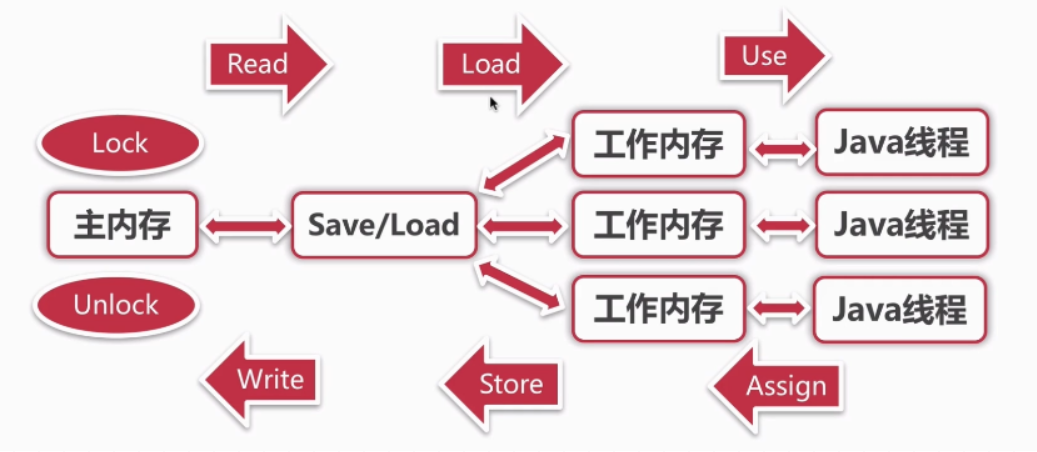 Read
Load
Use
Lock
工作内存
Java线程
主内存
Save/Load
工作内存
Java线程
Unlock
工作内存
Java线程
Write
Store
Assign